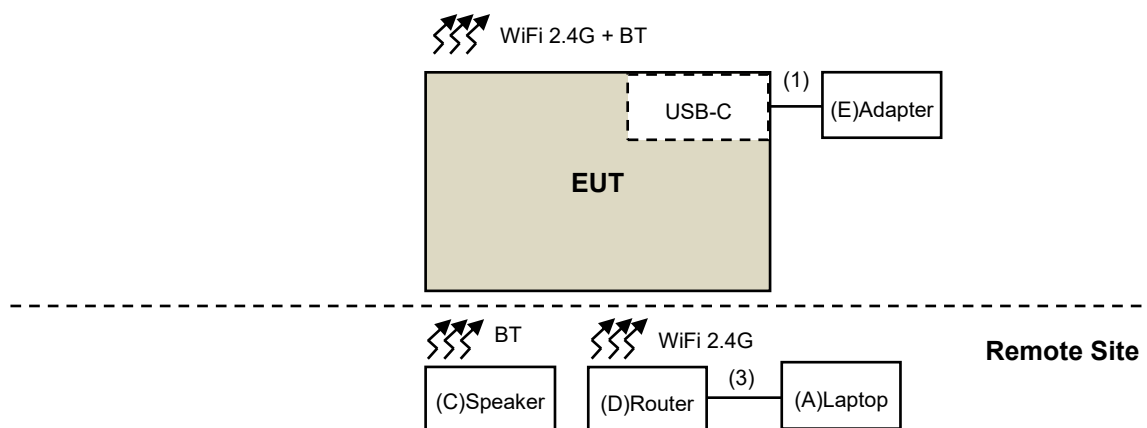 WiFi 2.4G + BT
(1)
USB-C
(E)Adapter
EUT
BT
WiFi 2.4G
Remote Site
(3)
(C)Speaker
(D)Router
(A)Laptop